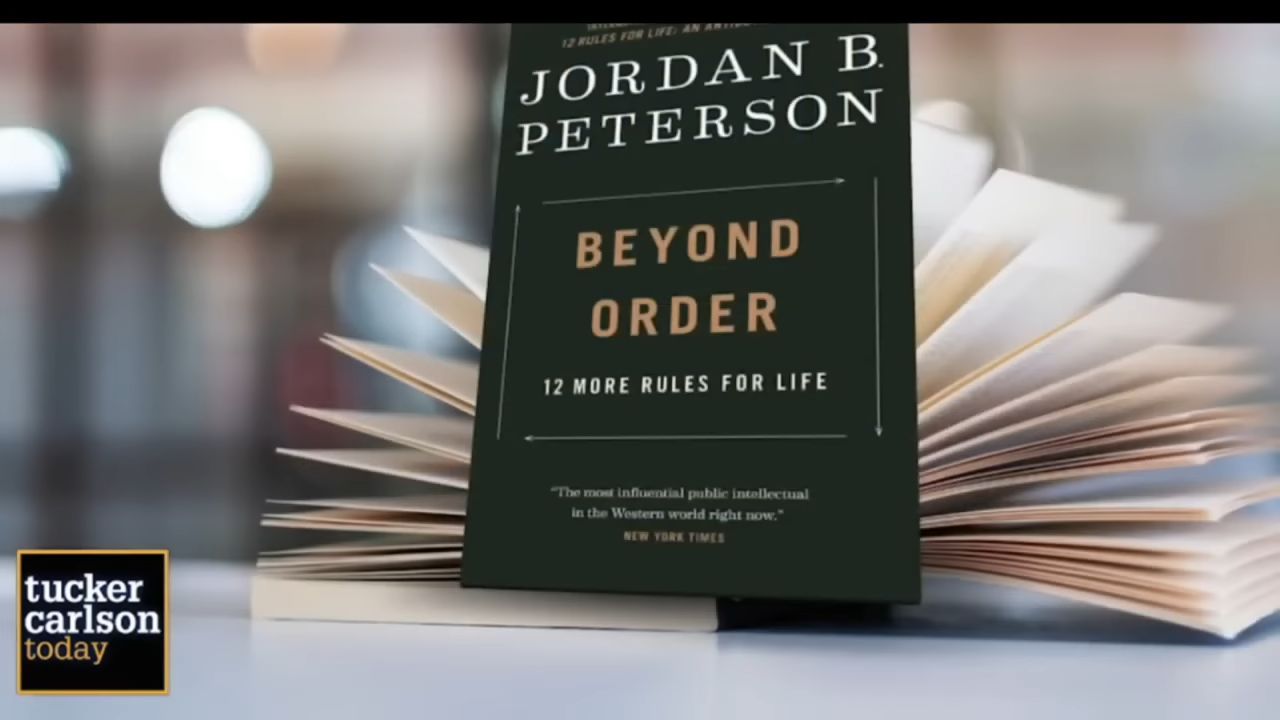 12 RULES FOR LIFE: AN
JORDAN B.
PETERSON
BEYOND
ORDER
12 MORE RULES FOR LIFE
"The most influential public intellectual
in the Western world right now."
NEW YORK TIMES
tucker
carlson
today